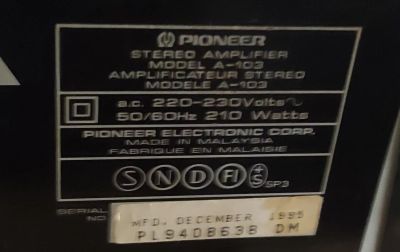 PIONEER
STEREO AMPLIFIER
MODEL A-103
AMPLIFICATEUR STEREO
MODELE A-103
a.c. 220-230Volts~
50/60Hz 210 Watts
PIONEER ELECTRONIC CORP.
MADE IN MALAYSIA
FABRIQUE EN MALAISIE
S N D FI +S SP3
SERIAL NO.
MFD. DECEMBER 1995
PL9408638 DM